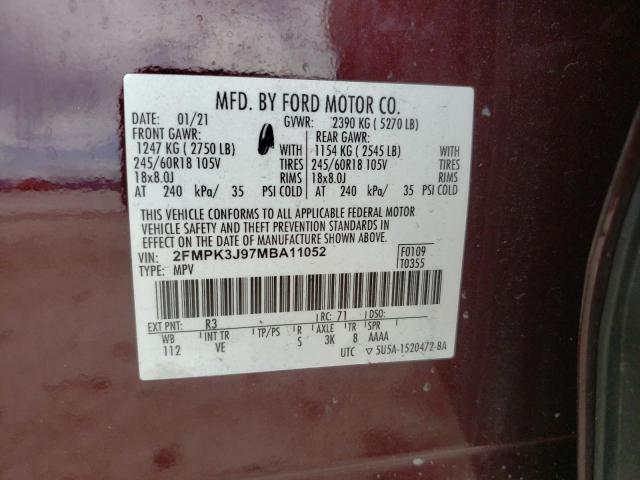 MFD. BY FORD MOTOR CO.
DATE: 01/21 GVWR: 2390 KG ( 5270 LB)
FRONT GAWR: REAR GAWR:
1247 KG ( 2750 LB) WITH 1154 KG ( 2545 LB) WITH
245/60R18 105V TIRES 245/60R18 105V TIRES
18x8.0J RIMS 18x8.0J RIMS
AT 240 kPa/ 35 PSI COLD AT 240 kPa/ 35 PSI COLD
THIS VEHICLE CONFORMS TO ALL APPLICABLE FEDERAL MOTOR
VEHICLE SAFETY AND THEFT PREVENTION STANDARDS IN
EFFECT ON THE DATE OF MANUFACTURE SHOWN ABOVE.
VIN: 2FMPK3J97MBA11052 F0109
TYPE: MPV T0355
EXT PNT: R3 RC: 71 DSO:
WB INT TR TP/PS R AXLE TR SPR
112 VE S 3K 8 AAAA
UTC ▽ 5U5A-1520472-BA